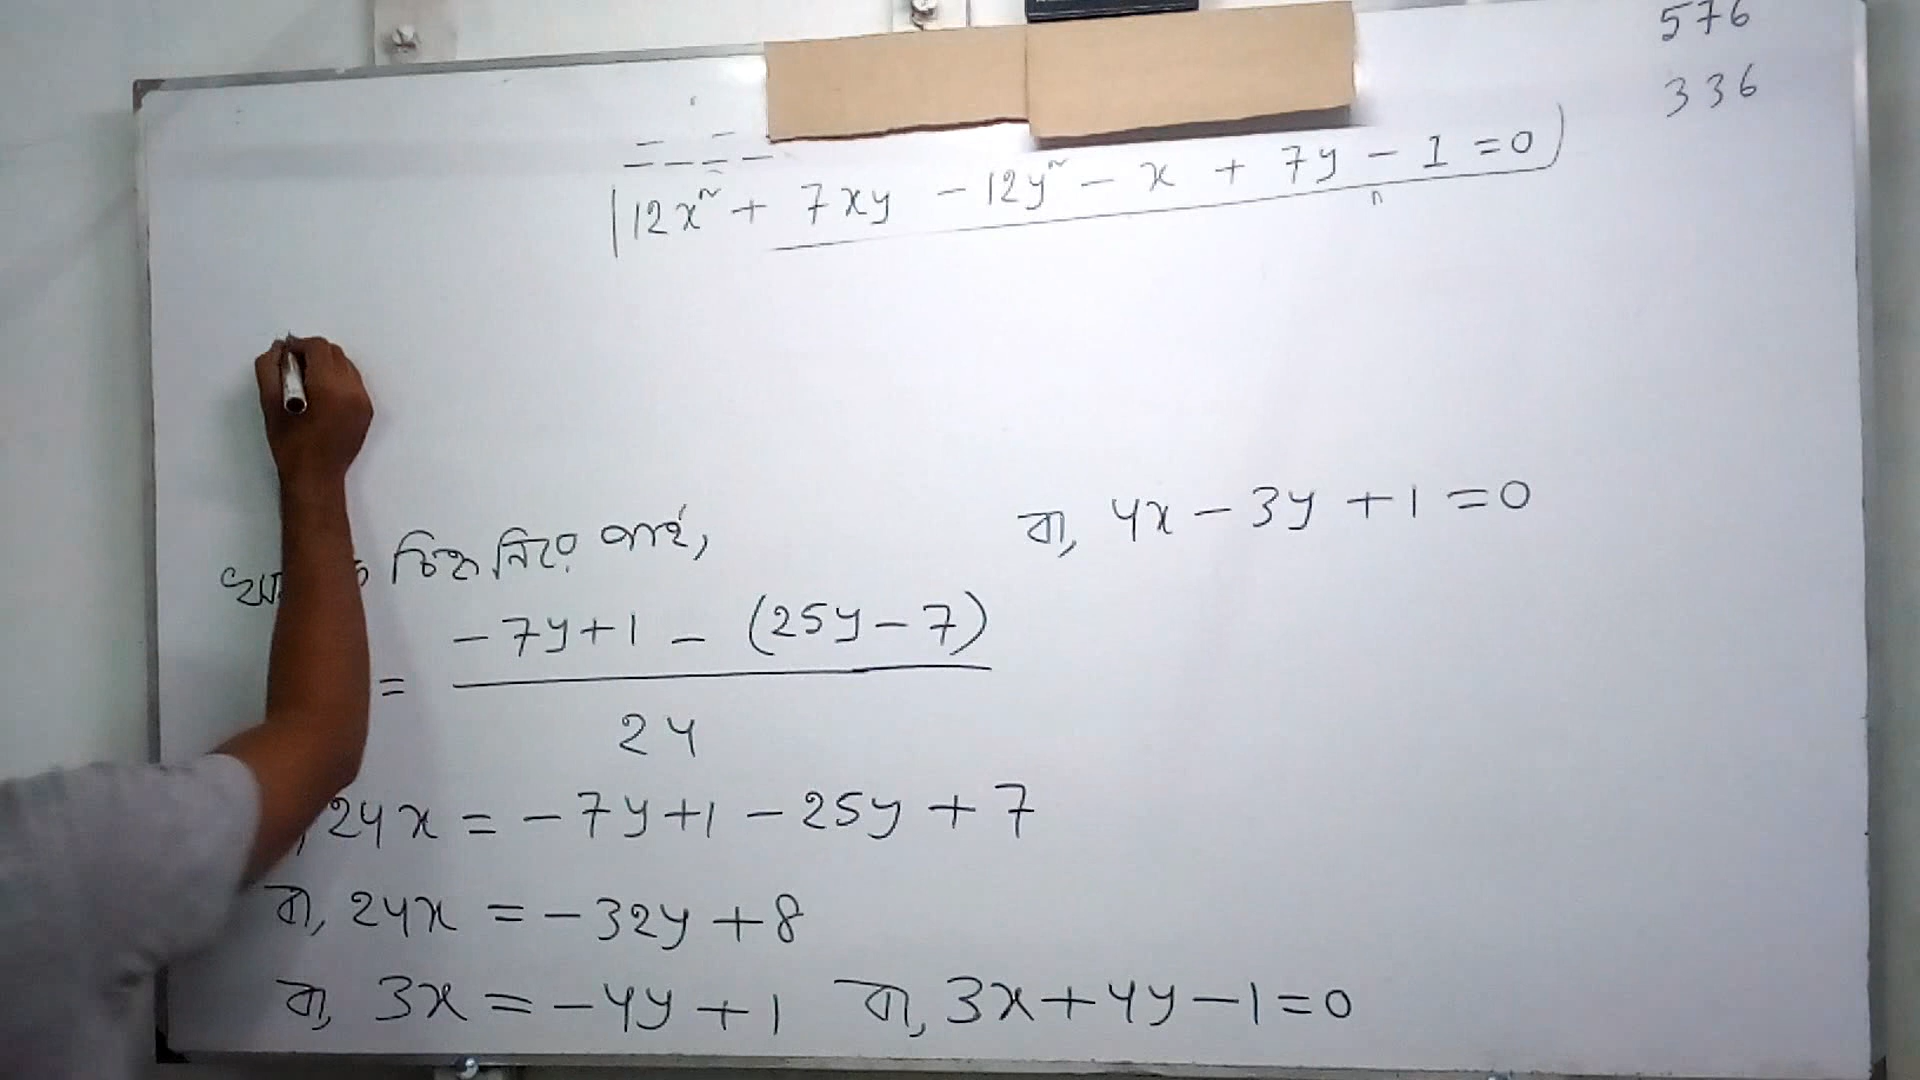 576
336
12x² + 7xy - 12y² - x + 7y - 1 = 0
বা, 4x - 3y + 1 = 0
চিহ্ন নিয়ে পাই,
= (-7y+1 - (25y-7)) / 24
24x = -7y+1 - 25y + 7
বা, 24x = -32y + 8
বা, 3x = -4y + 1 বা, 3x + 4y - 1 = 0